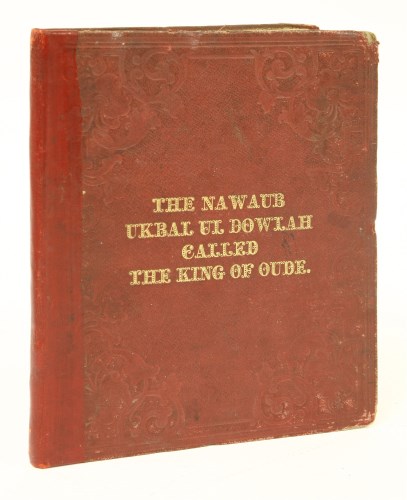 THE NAWAUB
UKBAL UL DOWLAH
CALLED
THE KING OF OUDE.